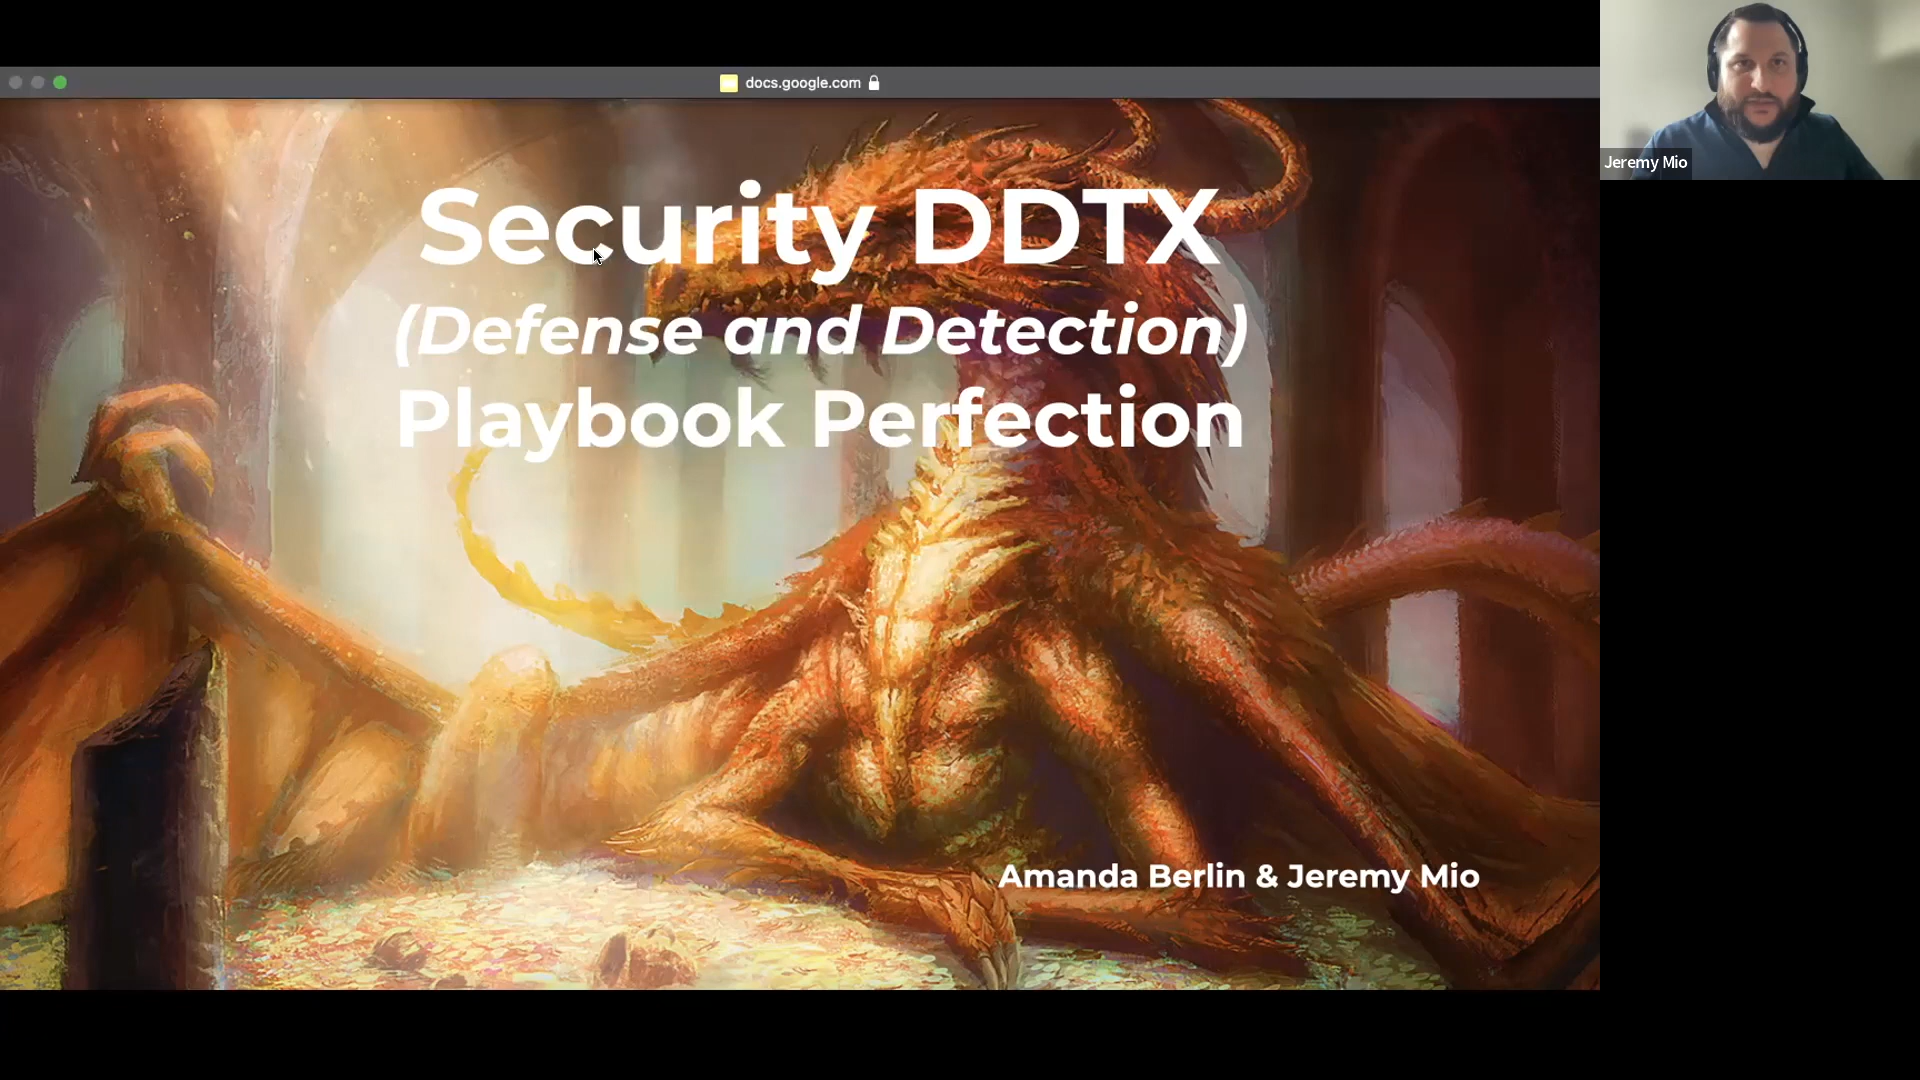 docs.google.com
Jeremy Mio
Security DDTX
(Defense and Detection)
Playbook Perfection
Amanda Berlin & Jeremy Mio